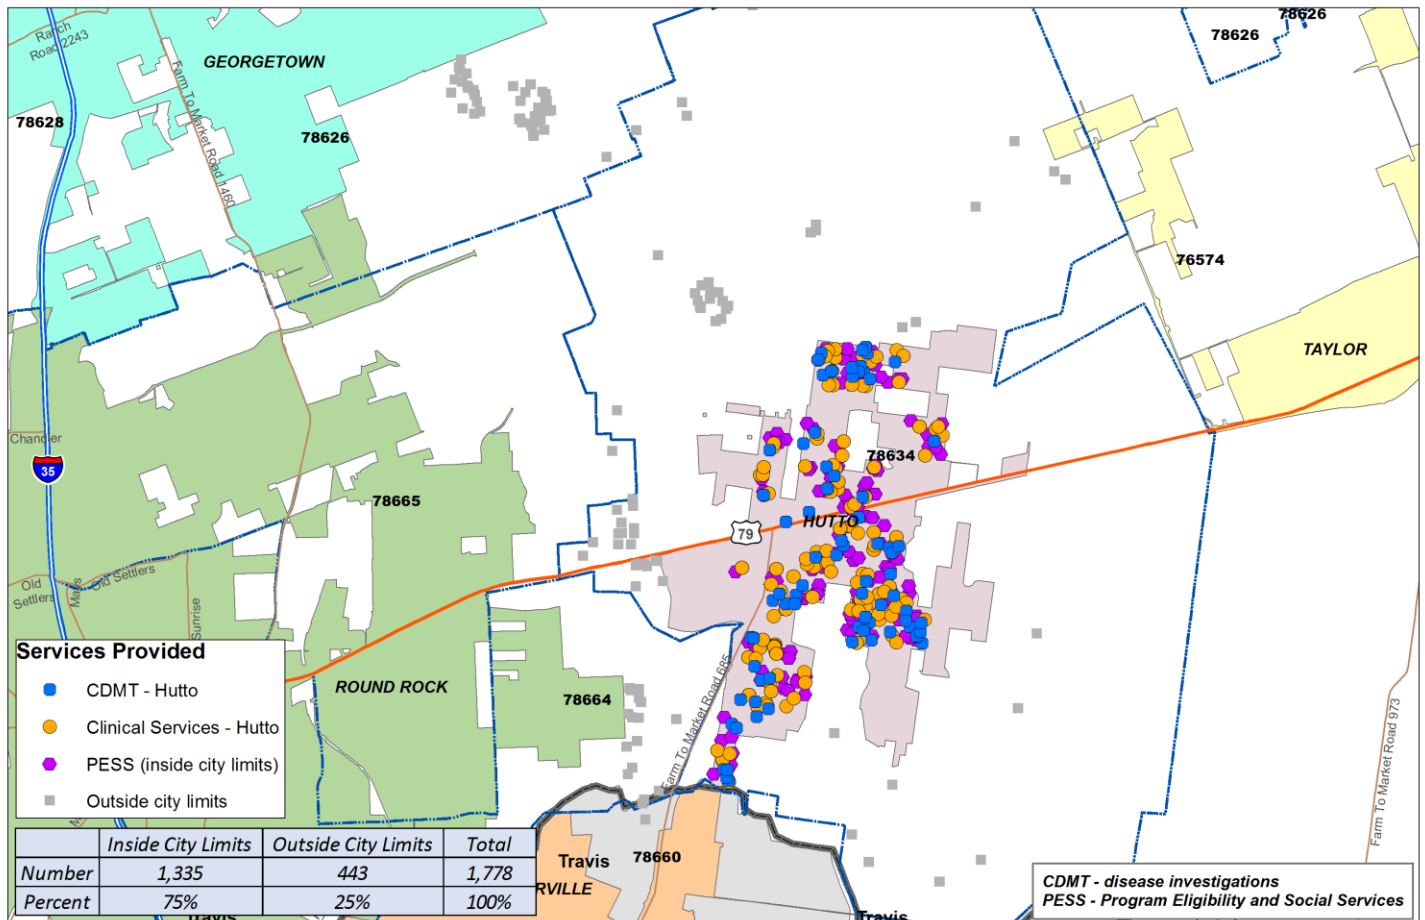 Ranch
Road 2243
GEORGETOWN
78626
78626
78628
78626
Farm To Market Road 1460
76574
TAYLOR
Chandler
35
78634
78665
HUTTO
79
Old
Settlers
Mays
Old Settlers
Sunrise
ROUND ROCK
78664
Farm To Market Road 685
Farm To Market Road 973
Services Provided
CDMT - Hutto
Clinical Services - Hutto
PESS (inside city limits)
Outside city limits
Inside City Limits Outside City Limits Total
Number 1,335 443 1,778
Percent 75% 25% 100%
Travis
78660
RVILLE
Travis
Travis
CDMT - disease investigations
PESS - Program Eligibility and Social Services